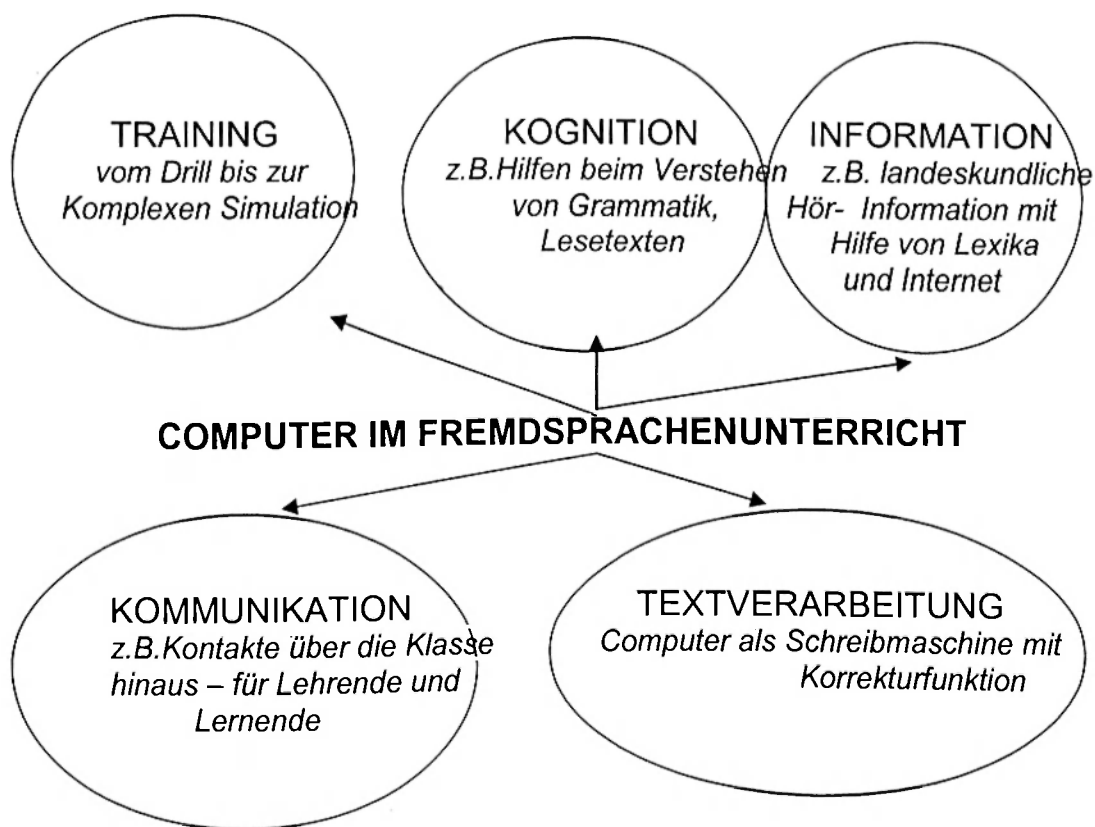 TRAINING
vom Drill bis zur
Komplexen Simulation
KOGNITION
z.B.Hilfen beim Verstehen
von Grammatik,
Lesetexten
INFORMATION
z.B. landeskundliche
Hör- Information mit
Hilfe von Lexika
und Internet
COMPUTER IM FREMDSPRACHENUNTERRICHT
KOMMUNIKATION
z.B.Kontakte über die Klasse
hinaus – für Lehrende und
Lernende
TEXTVERARBEITUNG
Computer als Schreibmaschine mit
Korrekturfunktion